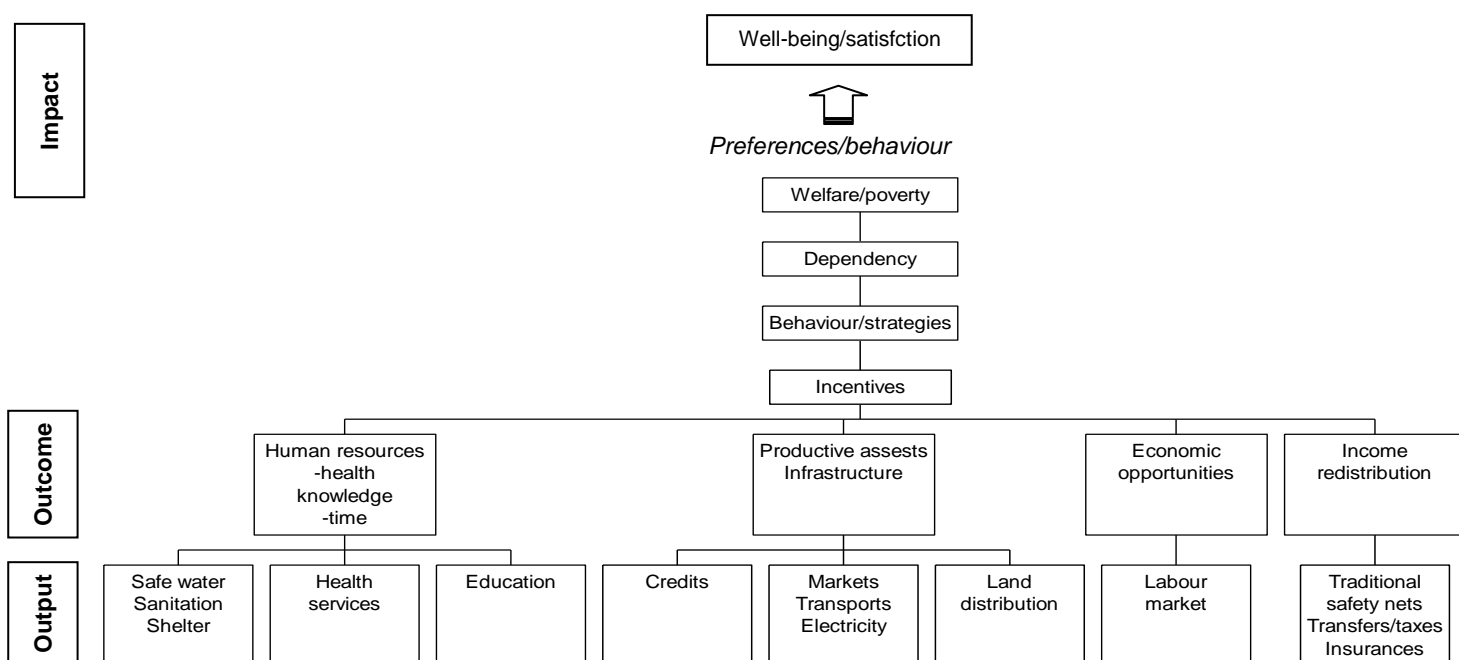 Impact
Well-being/satisfction
Preferences/behaviour
Welfare/poverty
Dependency
Behaviour/strategies
Incentives
Outcome
Human resources
-health
knowledge
-time
Productive assests
Infrastructure
Economic
opportunities
Income
redistribution
Output
Safe water
Sanitation
Shelter
Health
services
Education
Credits
Markets
Transports
Electricity
Land
distribution
Labour
market
Traditional
safety nets
Transfers/taxes
Insurances